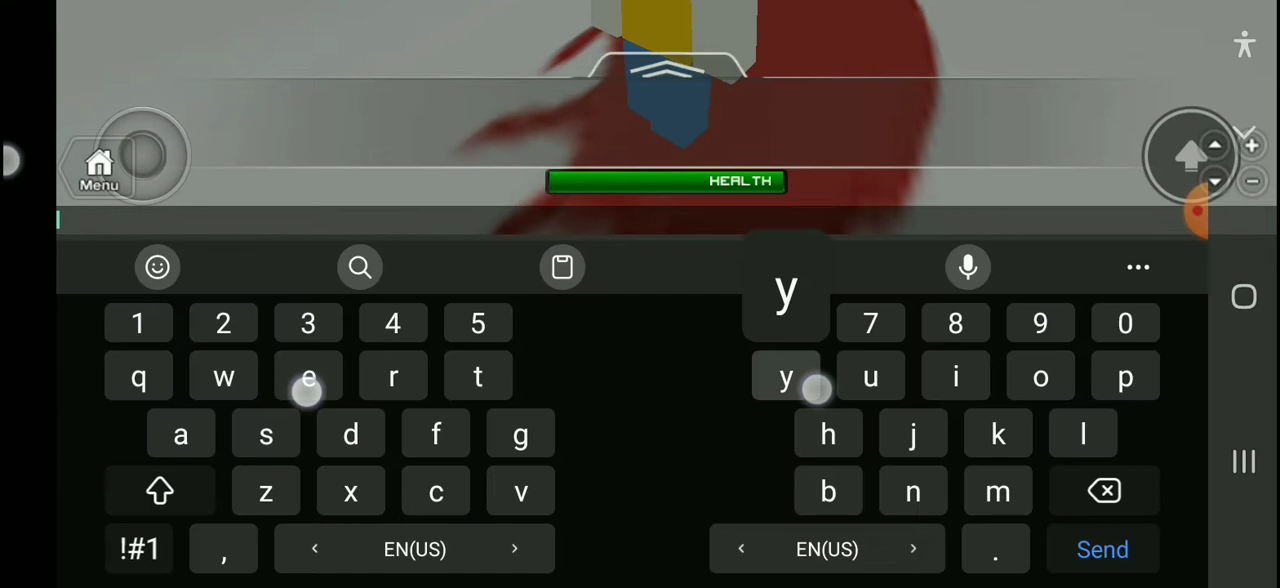 Menu
HEALTH
y
1 2 3 4 5 7 8 9 0
q w e r t y u i o p
a s d f g h j k l
z x c v b n m
!#1 , < EN(US) > < EN(US) > . Send